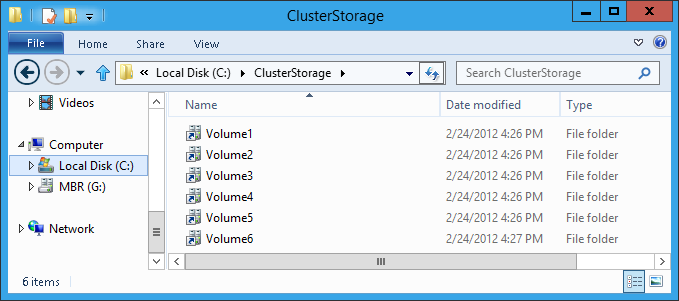 ClusterStorage
File Home Share View
« Local Disk (C:) ClusterStorage Search ClusterStorage
Videos
Computer
Local Disk (C:)
MBR (G:)
Network
Name Date modified Type
Volume1 2/24/2012 4:26 PM File folder
Volume2 2/24/2012 4:26 PM File folder
Volume3 2/24/2012 4:26 PM File folder
Volume4 2/24/2012 4:26 PM File folder
Volume5 2/24/2012 4:26 PM File folder
Volume6 2/24/2012 4:27 PM File folder
6 items